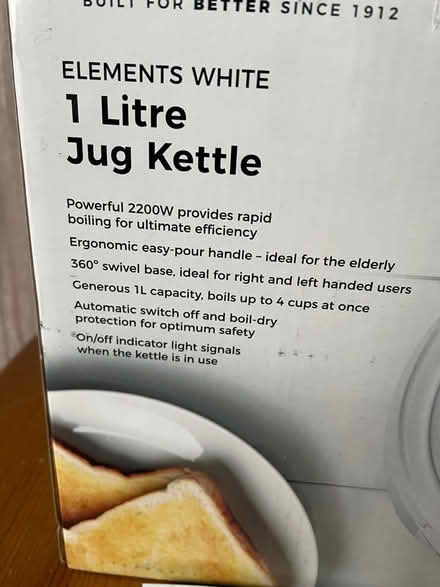 BUILT FOR BETTER SINCE 1912
ELEMENTS WHITE
1 Litre
Jug Kettle
Powerful 2200W provides rapid
boiling for ultimate efficiency
Ergonomic easy-pour handle – ideal for the elderly
360° swivel base, ideal for right and left handed users
Generous 1L capacity, boils up to 4 cups at once
Automatic switch off and boil-dry
protection for optimum safety
On/off indicator light signals
when the kettle is in use